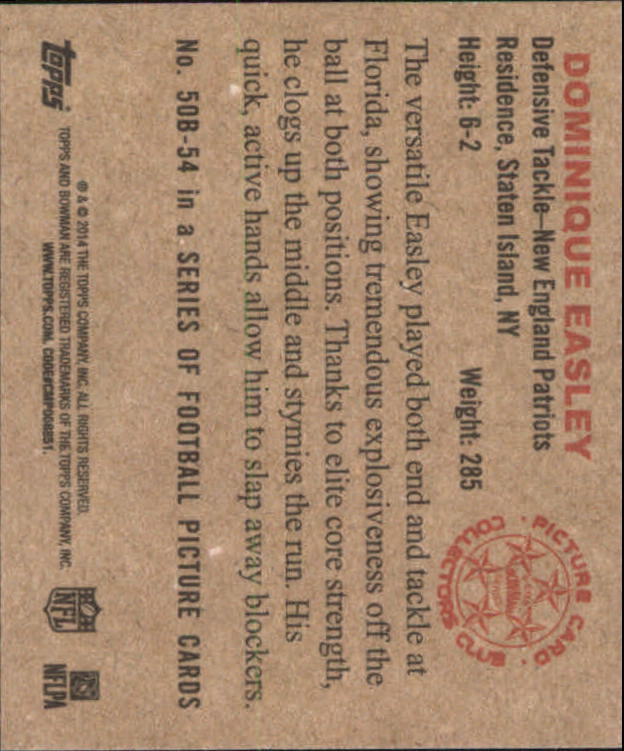 DOMINIQUE EASLEY
Defensive Tackle—New England Patriots
Residence, Staten Island, NY
Height: 6-2 Weight: 285
PICTURE CARD COLLECTORS CLUB
The versatile Easley played both end and tackle at
Florida, showing tremendous explosiveness off the
ball at both positions. Thanks to elite core strength,
he clogs up the middle and stymies the run. His
quick, active hands allow him to slap away blockers.
No. 50B-54 in a SERIES OF FOOTBALL PICTURE CARDS
topps
® & © 2014 THE TOPPS COMPANY, INC. ALL RIGHTS RESERVED.
TOPPS AND BOWMAN ARE REGISTERED TRADEMARKS OF THE TOPPS COMPANY, INC.
WWW.TOPPS.COM. CODE#CMP008851.
NFL
NFLPA